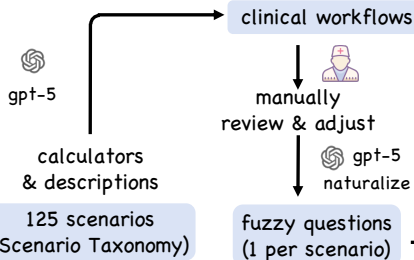 clinical workflows
gpt-5
manually
review & adjust
calculators
& descriptions
gpt-5
naturalize
125 scenarios
Scenario Taxonomy)
fuzzy questions
(1 per scenario)